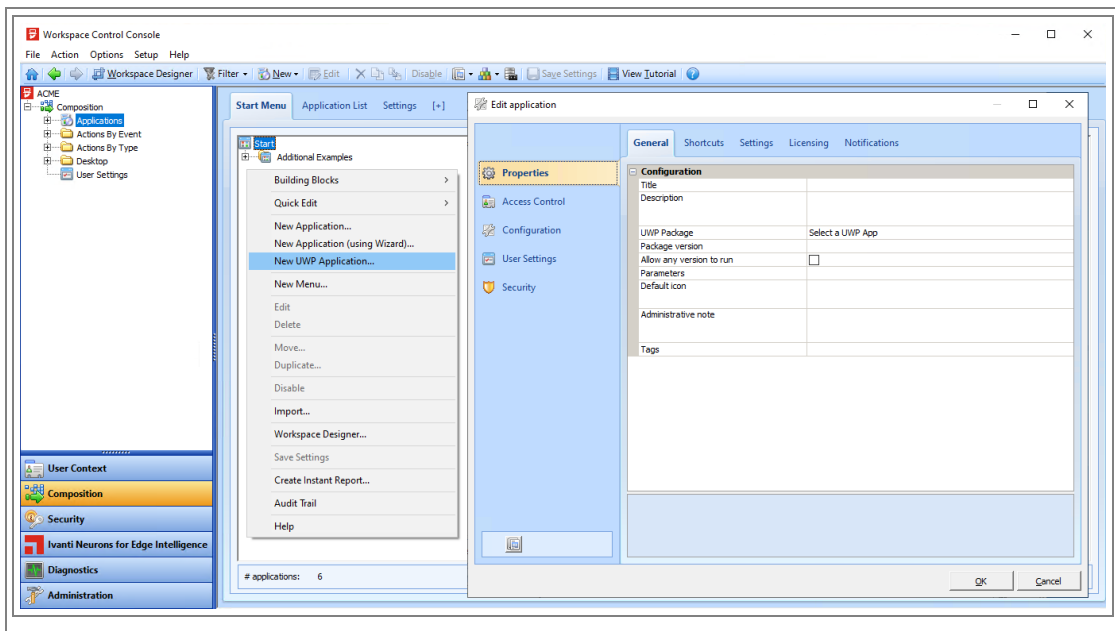 Workspace Control Console
File Action Options Setup Help
Workspace Designer Filter New Edit Disable Save Settings View Tutorial
ACME
Composition
Applications
Actions By Event
Actions By Type
Desktop
User Settings
User Context
Composition
Security
Ivanti Neurons for Edge Intelligence
Diagnostics
Administration
Start Menu Application List Settings [+]
Start
Additional Examples
Building Blocks >
Quick Edit >
New Application...
New Application (using Wizard)...
New UWP Application...
New Menu...
Edit
Delete
Move...
Duplicate...
Disable
Import...
Workspace Designer...
Save Settings
Create Instant Report...
Audit Trail
Help
# applications: 6
Edit application
Properties
Access Control
Configuration
User Settings
Security
General Shortcuts Settings Licensing Notifications
Configuration
Title
Description
UWP Package Select a UWP App
Package version
Allow any version to run
Parameters
Default icon
Administrative note
Tags
OK Cancel